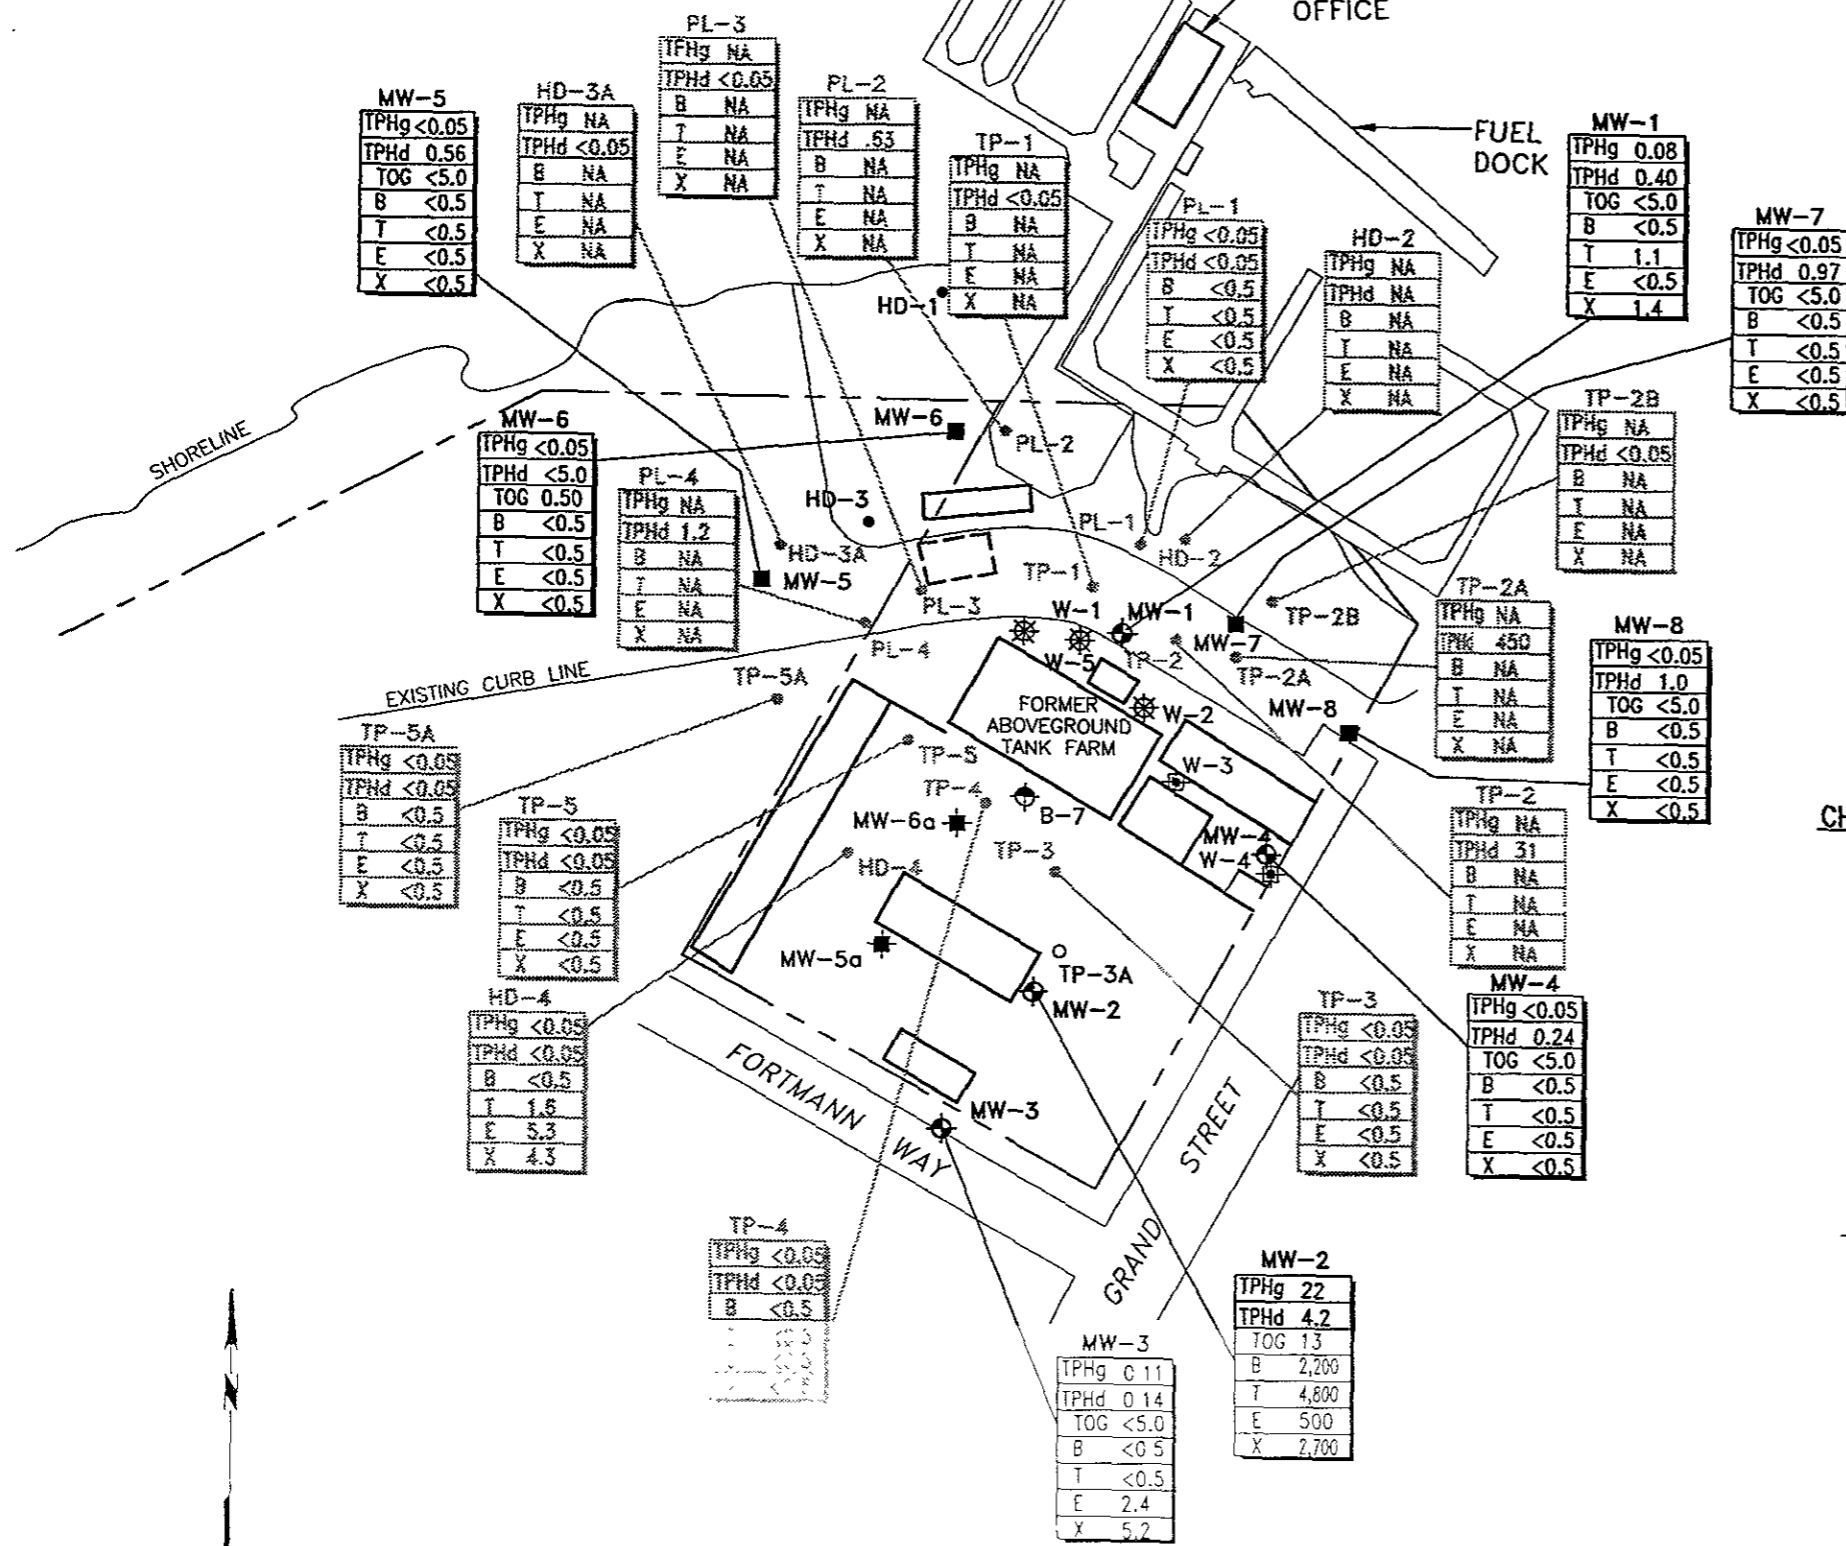 OFFICE
PL-3
TFHg NA
TPHd <0.05
B NA
T NA
E NA
X NA
MW-5
TPHg <0.05
TPHd 0.56
TOG <5.0
B <0.5
T <0.5
E <0.5
X <0.5
HD-3A
TPHg NA
TPHd <0.05
B NA
T NA
E NA
X NA
PL-2
TPHg NA
TPHd .53
B NA
T NA
E NA
X NA
TP-1
TPHg NA
TPHd <0.05
B NA
T NA
E NA
X NA
FUEL
DOCK
MW-1
TPHg 0.08
TPHd 0.40
TOG <5.0
B <0.5
T 1.1
E <0.5
X 1.4
PL-1
TPHg <0.05
TPHd <0.05
B <0.5
T <0.5
E <0.5
X <0.5
HD-2
TPHg NA
TPHd NA
B NA
T NA
E NA
X NA
MW-7
TPHg <0.05
TPHd 0.97
TOG <5.0
B <0.5
T <0.5
E <0.5
X <0.5
HD-1
SHORELINE
MW-6
TPHg <0.05
TPHd <5.0
TOG 0.50
B <0.5
T <0.5
E <0.5
X <0.5
MW-6
PL-2
TP-2B
TPHg NA
TPHd <0.05
B NA
T NA
E NA
X NA
PL-4
TPHg NA
TPHd 1.2
B NA
T NA
E NA
X NA
HD-3
HD-3A
MW-5
PL-1
HD-2
TP-1
PL-3
W-1
MW-1
TP-2B
MW-7
TP-2A
TPHg NA
TPHd 450
B NA
T NA
E NA
X NA
MW-8
TPHg <0.05
TPHd 1.0
TOG <5.0
B <0.5
T <0.5
E <0.5
X <0.5
PL-4
W-5
TP-2
TP-2A
EXISTING CURB LINE
TP-5A
FORMER
ABOVEGROUND
TANK FARM
W-2
MW-8
TP-5A
TPHg <0.05
TPHd <0.05
B <0.5
T <0.5
E <0.5
X <0.5
TP-5
W-3
TP-4
B-7
TP-5
TPHg <0.05
TPHd <0.05
B <0.5
T <0.5
E <0.5
X <0.5
MW-6a
TP-3
HD-4
MW-4
W-4
TP-2
TPHg NA
TPHd 31
B NA
T NA
E NA
X NA
CH
MW-5a
TP-3A
MW-2
HD-4
TPHg <0.05
TPHd <0.05
B <0.5
T 1.6
E 5.3
X 4.3
TP-3
TPHg <0.05
TPHd <0.05
B <0.5
T <0.5
E <0.5
X <0.5
MW-4
TPHg <0.05
TPHd 0.24
TOG <5.0
B <0.5
T <0.5
E <0.5
X <0.5
FORTMANN WAY
MW-3
GRAND STREET
TP-4
TPHg <0.05
TPHd <0.05
B <0.5
MW-2
TPHg 22
TPHd 4.2
TOG 13
B 2,200
T 4,800
E 500
X 2,700
MW-3
TPHg 0 11
TPHd 0 14
TOG <5.0
B <0 5
T <0.5
E 2.4
X 5.2
N